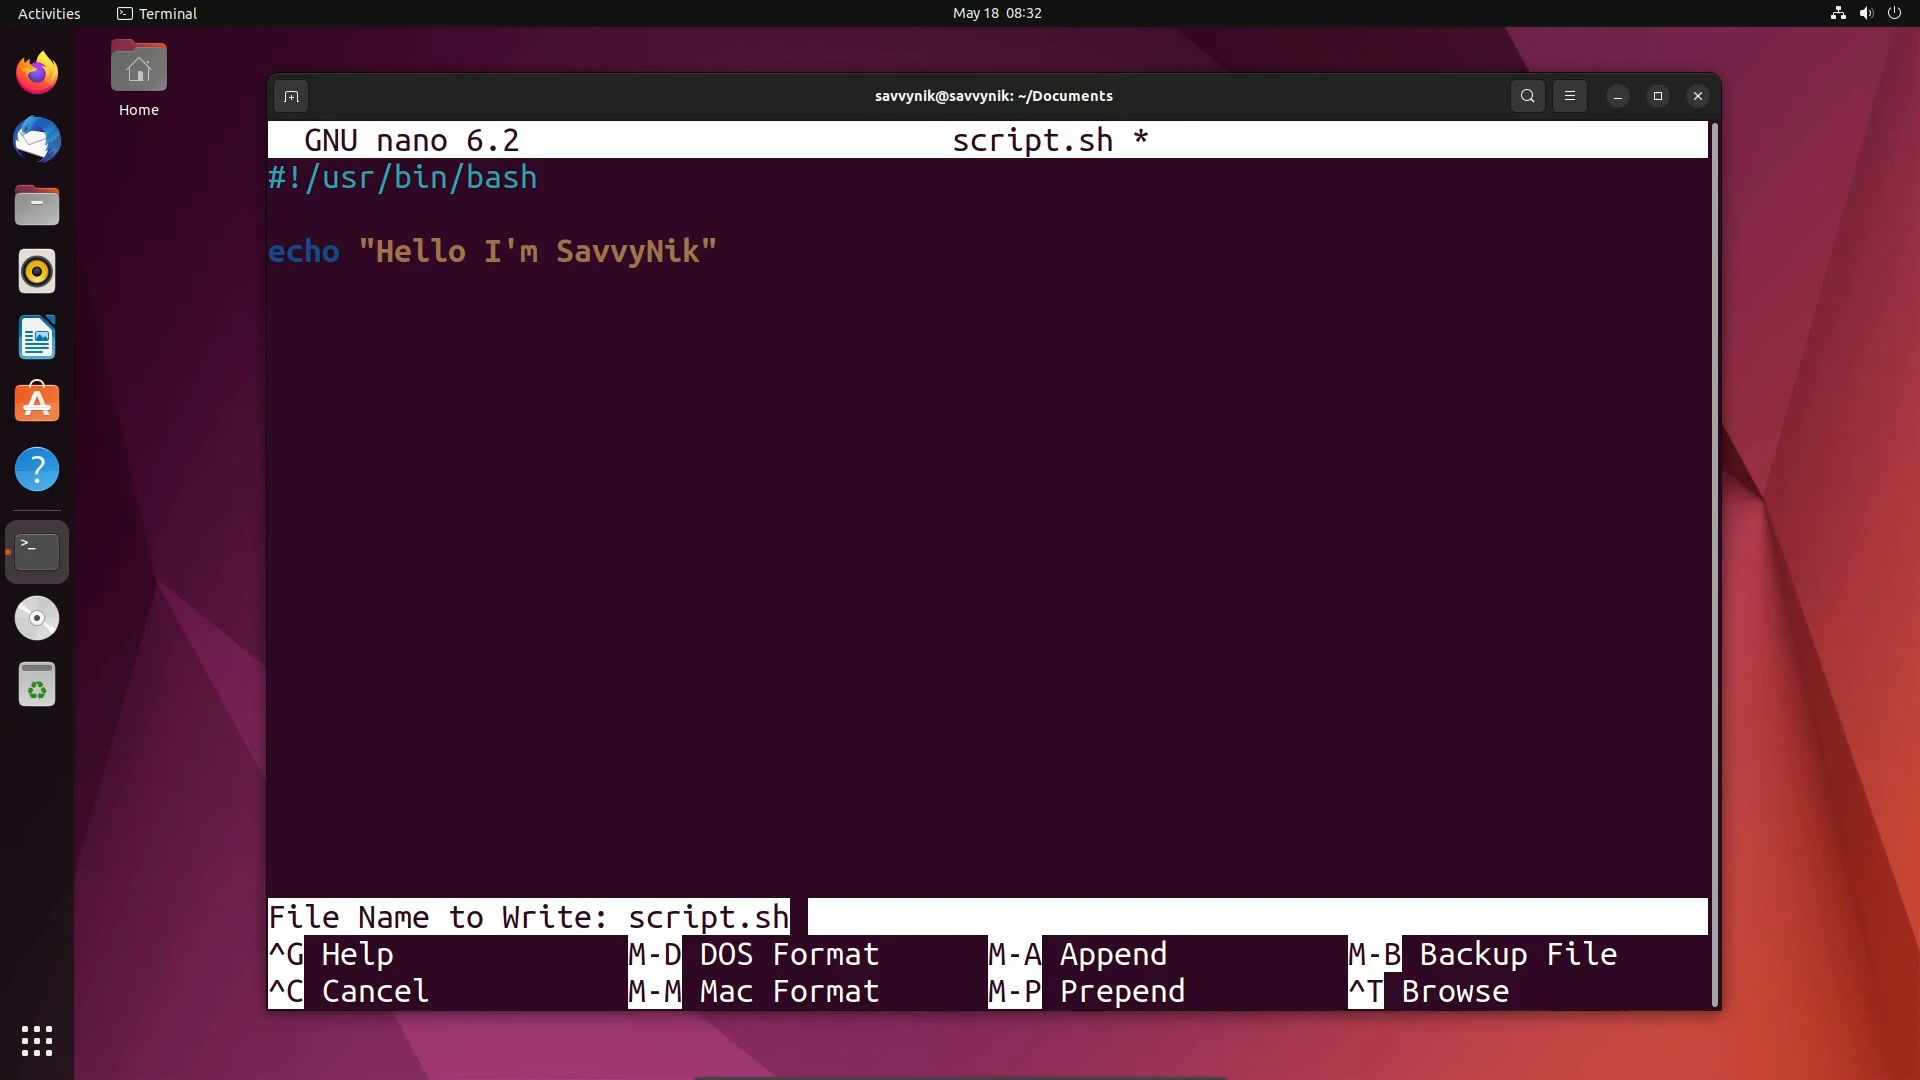 Activities Terminal May 18 08:32
Home
savvynik@savvynik: ~/Documents
GNU nano 6.2 script.sh *
#!/usr/bin/bash
echo "Hello I'm SavvyNik"
File Name to Write: script.sh
^G Help M-D DOS Format M-A Append M-B Backup File
^C Cancel M-M Mac Format M-P Prepend ^T Browse